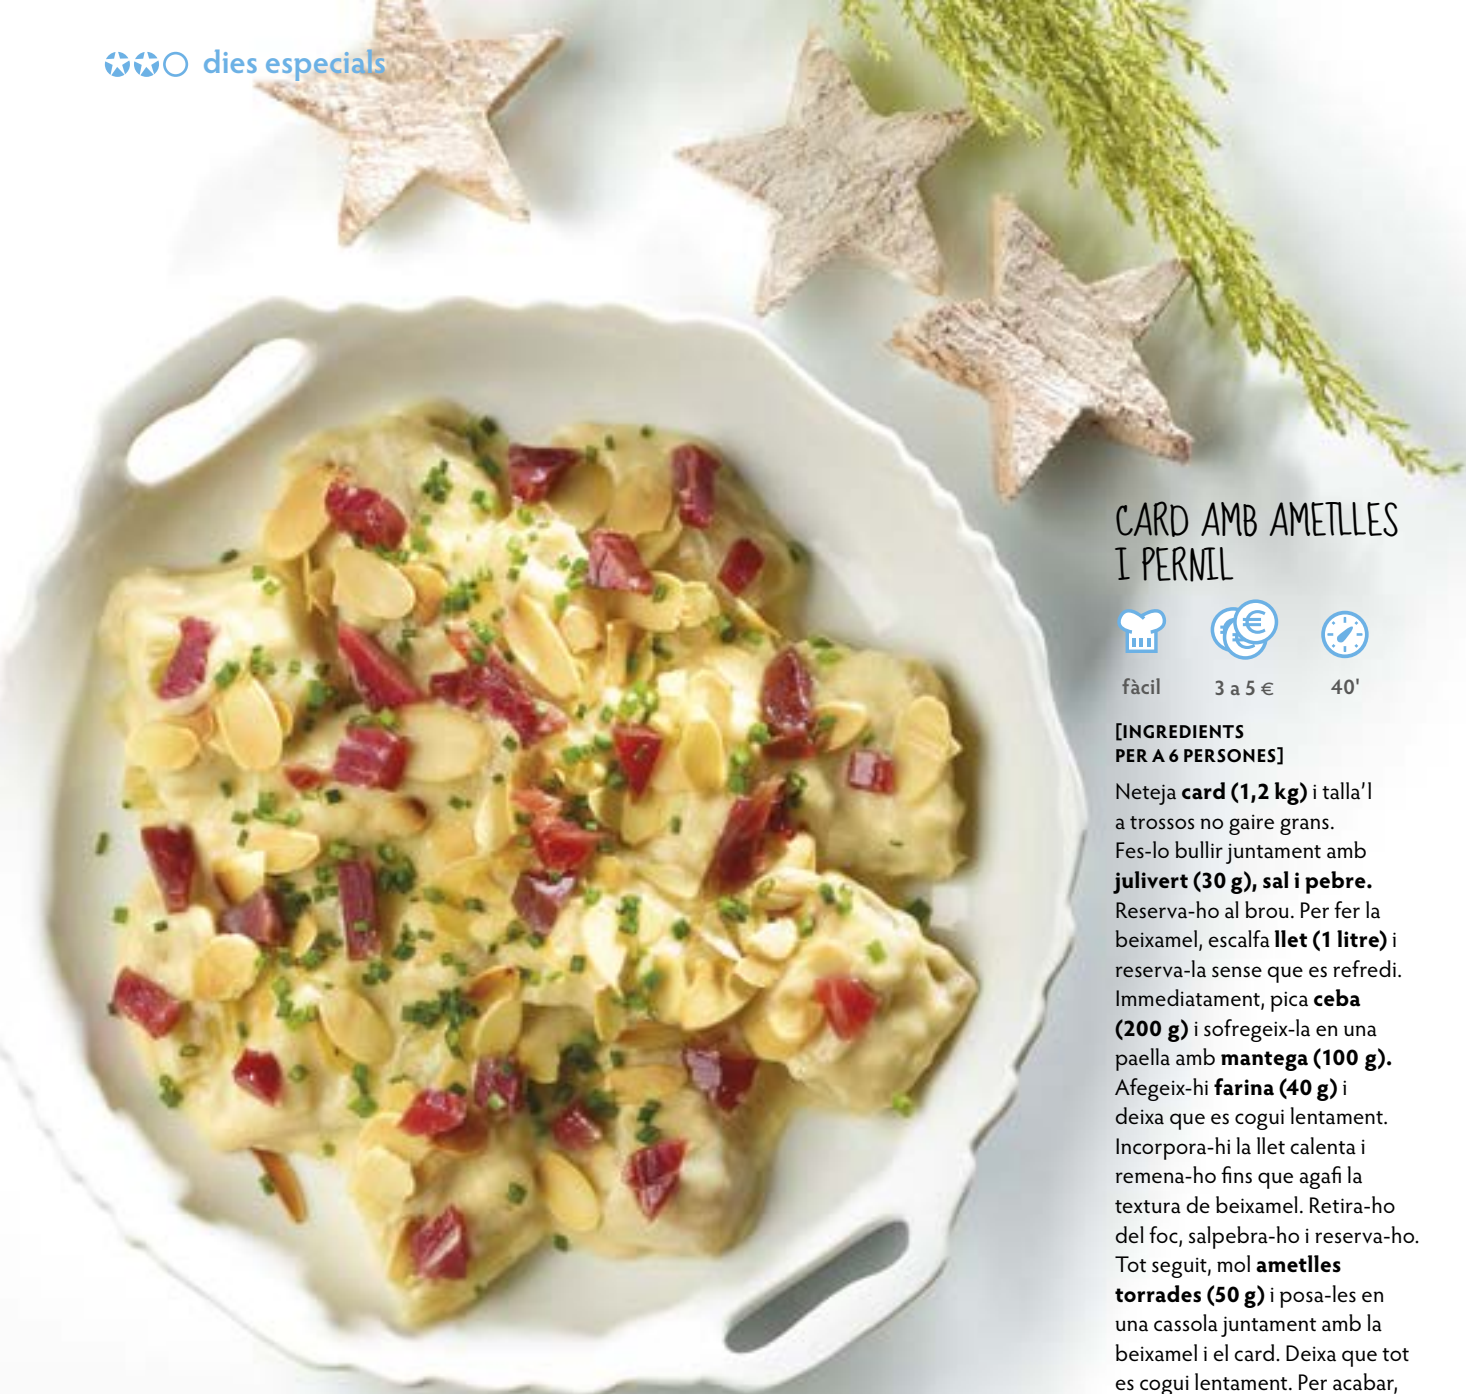 dies especials
CARD AMB AMETLLES
I PERNIL
fàcil
3 a 5 €
40'
[INGREDIENTS
PER A 6 PERSONES]
Neteja card (1,2 kg) i talla'l
a trossos no gaire grans.
Fes-lo bullir juntament amb
julivert (30 g), sal i pebre.
Reserva-ho al brou. Per fer la
beixamel, escalfa llet (1 litre) i
reserva-la sense que es refredi.
Immediatament, pica ceba
(200 g) i sofregeix-la en una
paella amb mantega (100 g).
Afegeix-hi farina (40 g) i
deixa que es cogui lentament.
Incorpora-hi la llet calenta i
remena-ho fins que agafi la
textura de beixamel. Retira-ho
del foc, salpebra-ho i reserva-ho.
Tot seguit, mol ametlles
torrades (50 g) i posa-les en
una cassola juntament amb la
beixamel i el card. Deixa que tot
es cogui lentament. Per acabar,